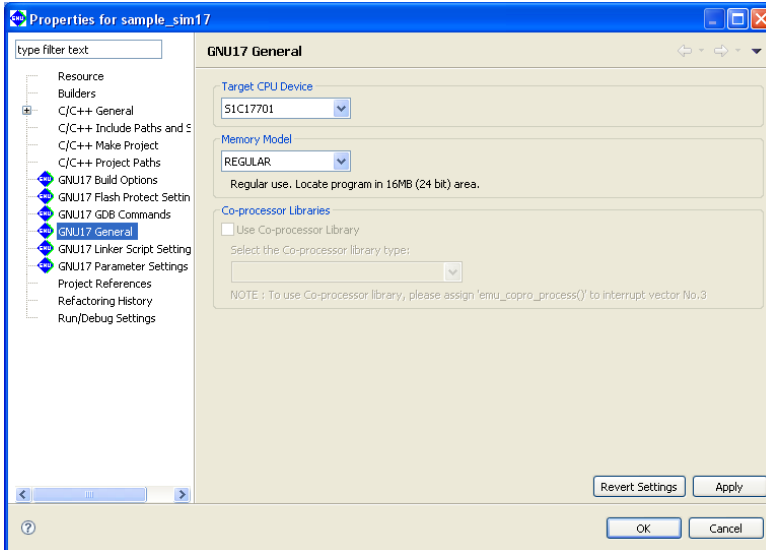 Properties for sample_sim17
type filter text
GNU17 General
Resource
Builders
C/C++ General
C/C++ Include Paths and S
C/C++ Make Project
C/C++ Project Paths
GNU17 Build Options
GNU17 Flash Protect Settin
GNU17 GDB Commands
GNU17 General
GNU17 Linker Script Setting
GNU17 Parameter Settings
Project References
Refactoring History
Run/Debug Settings
Target CPU Device
S1C17701
Memory Model
REGULAR
Regular use. Locate program in 16MB (24 bit) area.
Co-processor Libraries
Use Co-processor Library
Select the Co-processor library type:
NOTE : To use Co-processor library, please assign 'emu_copro_process()' to interrupt vector No.3
Revert Settings
Apply
OK
Cancel